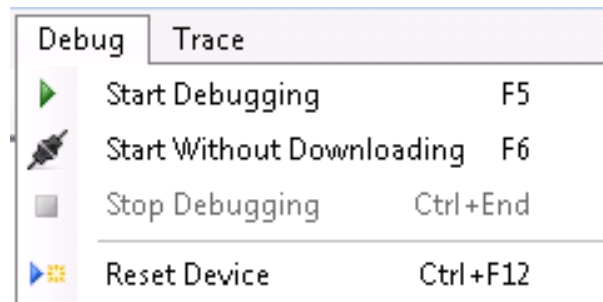 Debug Trace
Start Debugging F5
Start Without Downloading F6
Stop Debugging Ctrl+End
Reset Device Ctrl+F12